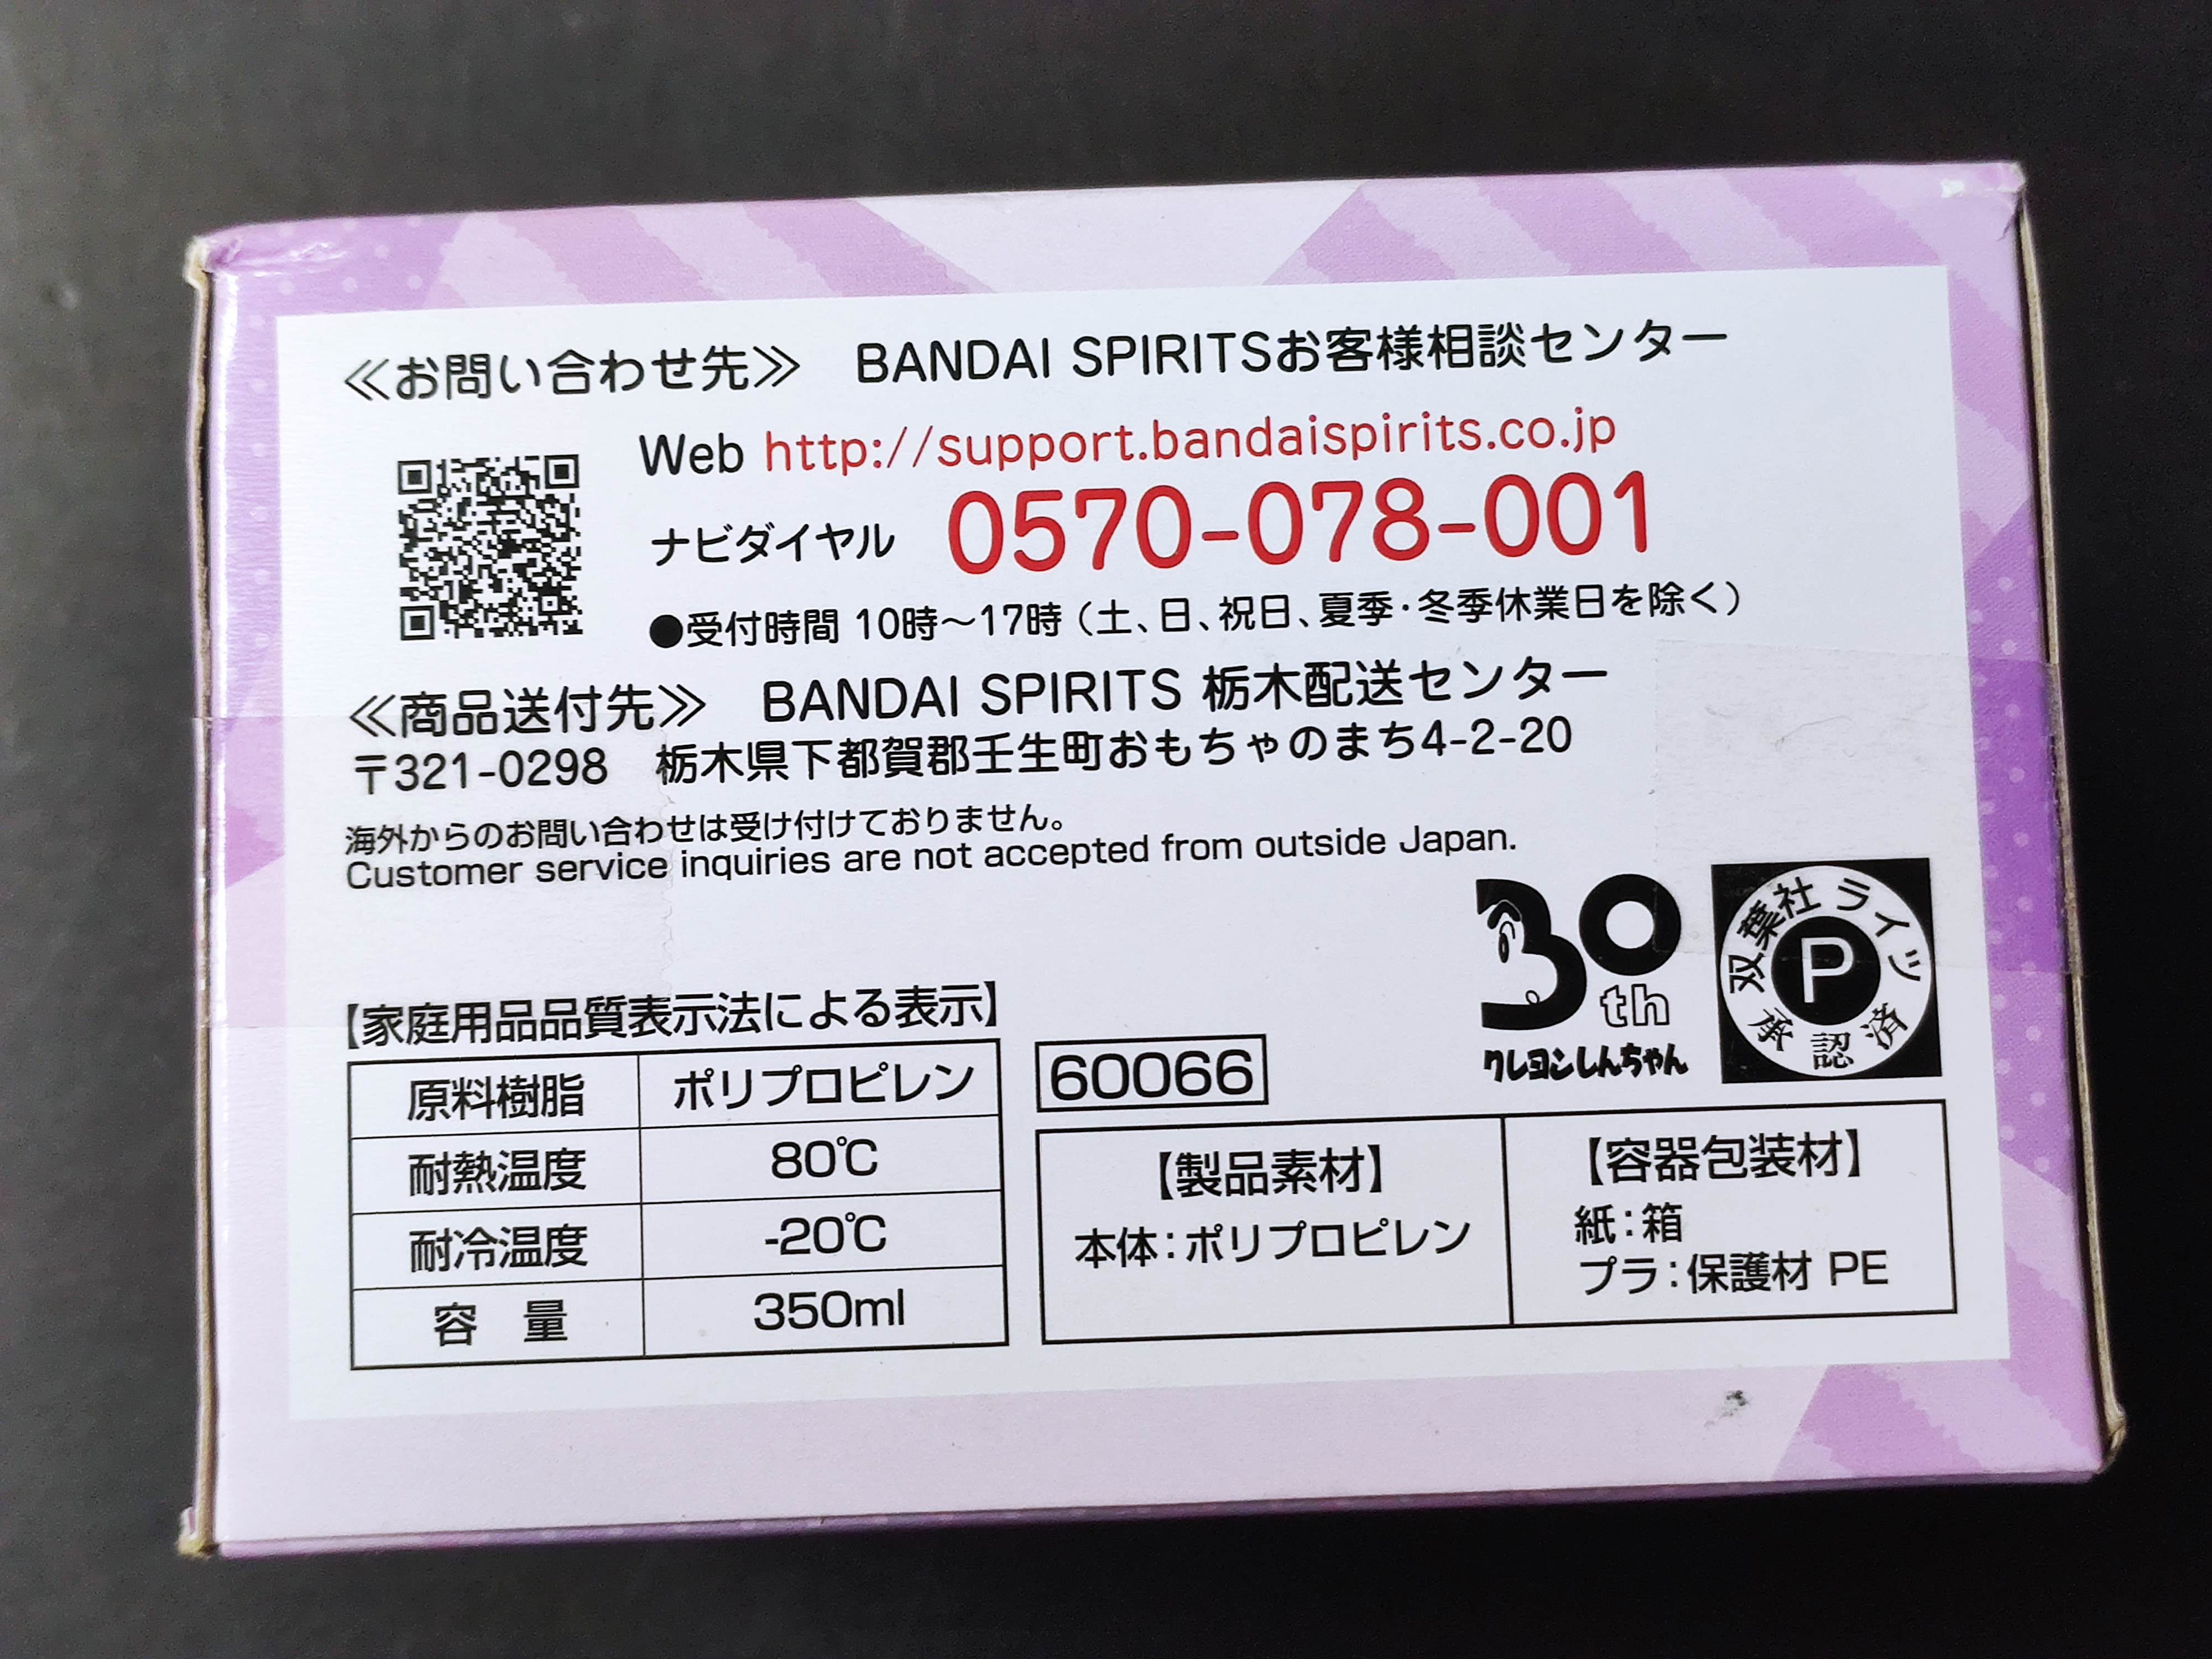 ≪お問い合わせ先≫ BANDAI SPIRITSお客様相談センター
Web http://support.bandaispirits.co.jp
ナビダイヤル 0570-078-001
●受付時間 10時～17時（土、日、祝日、夏季・冬季休業日を除く）
≪商品送付先≫ BANDAI SPIRITS 栃木配送センター
〒321-0298 栃木県下都賀郡壬生町おもちゃのまち4-2-20
海外からのお問い合わせは受け付けておりません。
Customer service inquiries are not accepted from outside Japan.
30th
クレヨンしんちゃん
双葉社ライツ
P
承認済
【家庭用品品質表示法による表示】
原料樹脂 ポリプロピレン
耐熱温度 80℃
耐冷温度 -20℃
容 量 350ml
60066
【製品素材】
本体：ポリプロピレン
【容器包装材】
紙：箱
プラ：保護材 PE